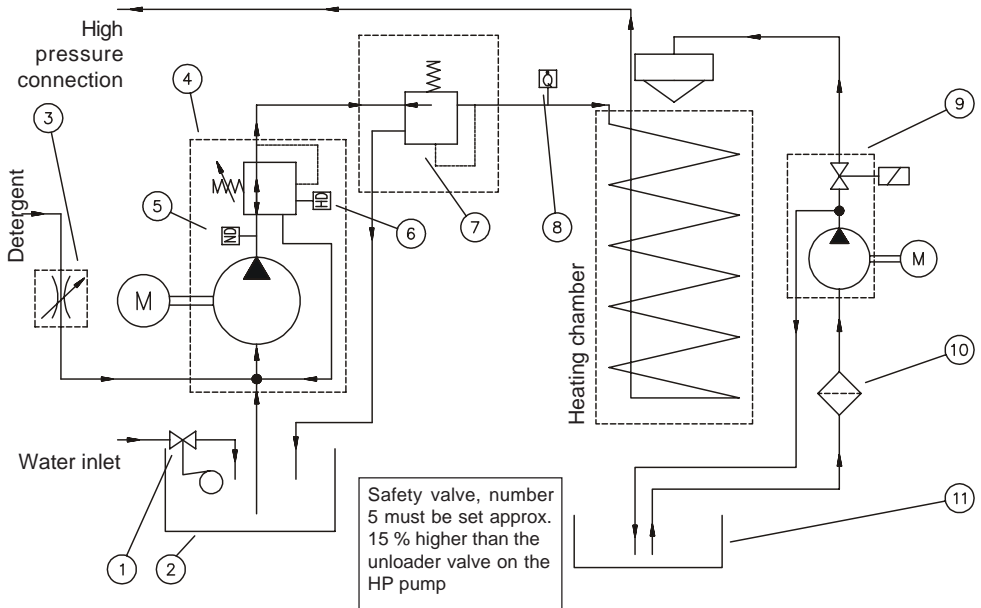 High
pressure
connection
4
3
9
Detergent
5
ND
HD
6
7
8
M
M
Heating chamber
10
Water inlet
Safety valve, number
5 must be set approx.
15 % higher than the
unloader valve on the
HP pump
11
1
2